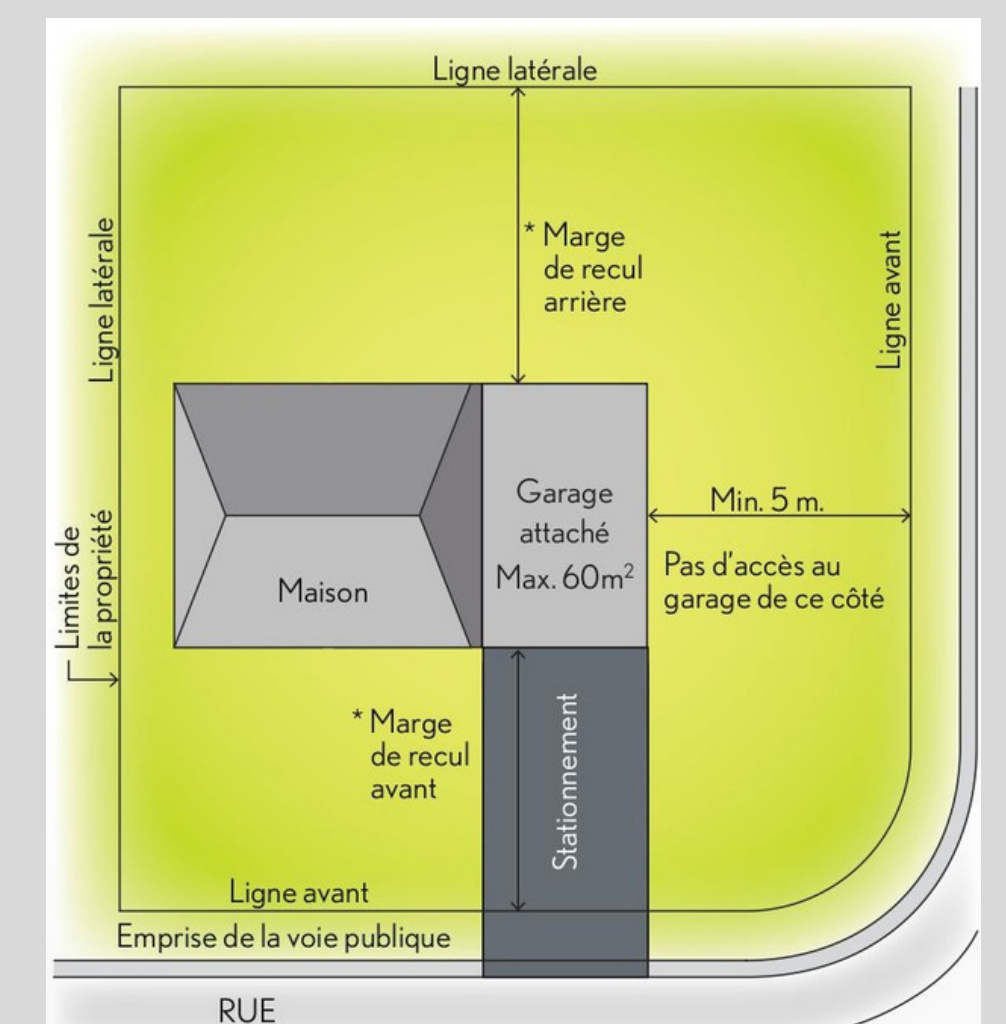 Ligne latérale
Ligne latérale
* Marge
de recul
arrière
Ligne avant
Garage
attaché
Max. 60m²
Min. 5 m.
Pas d'accès au
garage de ce côté
Maison
Limites de
la propriété
* Marge
de recul
avant
Stationnement
Ligne avant
Emprise de la voie publique
RUE